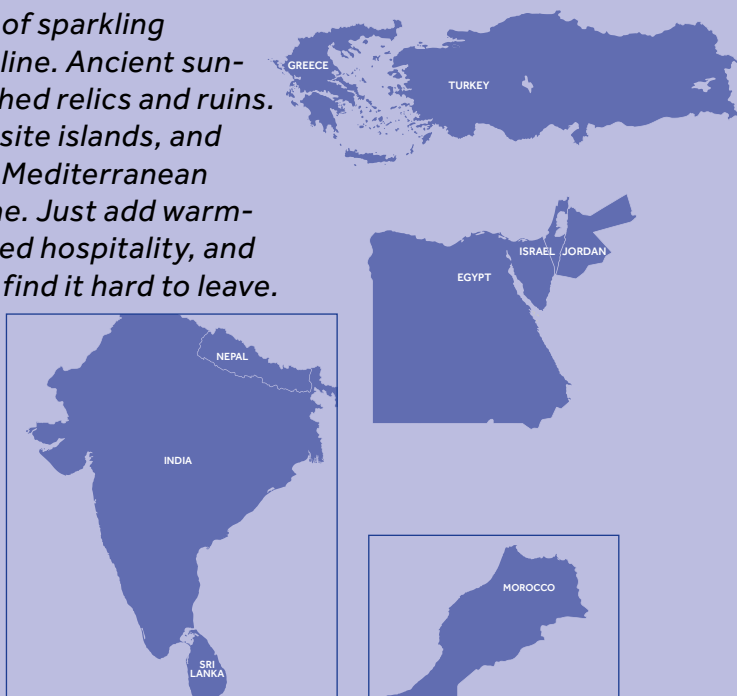 of sparkling
line. Ancient sun-
hed relics and ruins.
site islands, and
Mediterranean
e. Just add warm-
ed hospitality, and
find it hard to leave.
GREECE
TURKEY
ISRAEL
JORDAN
EGYPT
NEPAL
INDIA
SRI
LANKA
MOROCCO